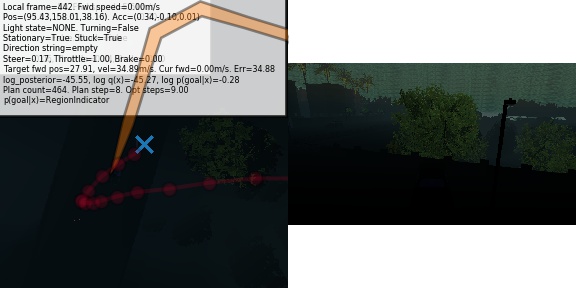 Local frame=442. Fwd speed=0.00m/s
Pos=(95.43,158.01,38.16). Acc=(0.34,-0.10,0.01)
Light state=NONE. Turning=False
Stationary=True. Stuck=True
Direction string=empty
Steer=0.17, Throttle=1.00, Brake=0.00
Target fwd pos=27.91, vel=34.89m/s. Cur fwd=0.00m/s. Err=34.88
log_posterior=-45.55, log q(x)=-45.27, log p(goal|x)=-0.28
Plan count=464. Plan step=8. Opt steps=9.00
p(goal|x)=RegionIndicator